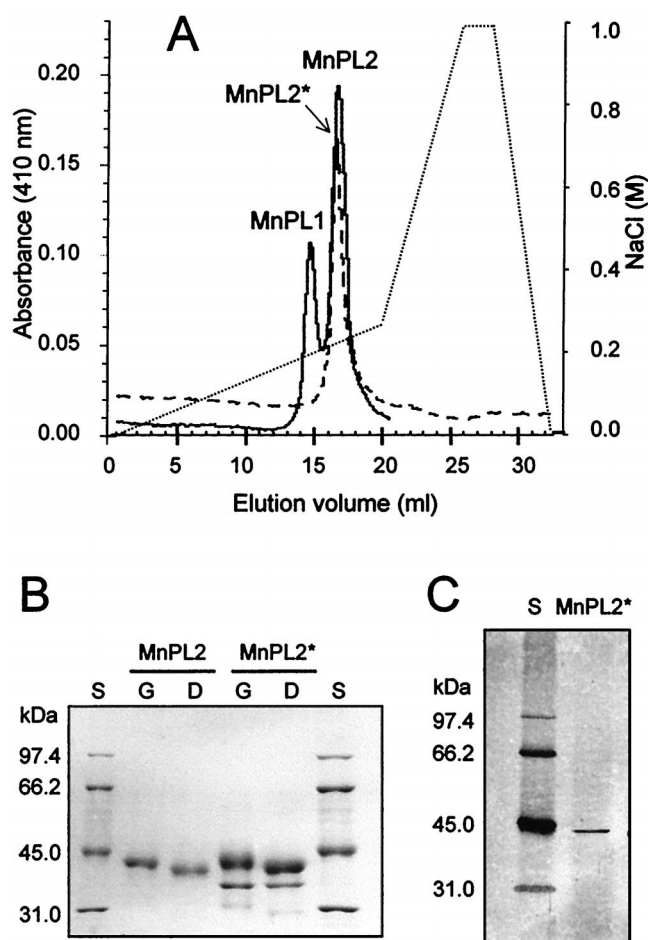 A
MnPL2
MnPL2*
MnPL1
Absorbance (410 nm)
0.20
0.15
0.10
0.05
0.00
NaCl (M)
1.0
0.8
0.6
0.4
0.2
0.0
0 5 10 15 20 25 30
Elution volume (ml)
B
MnPL2 MnPL2*
S G D G D S
kDa
97.4
66.2
45.0
31.0
C
S MnPL2*
kDa
97.4
66.2
45.0
31.0